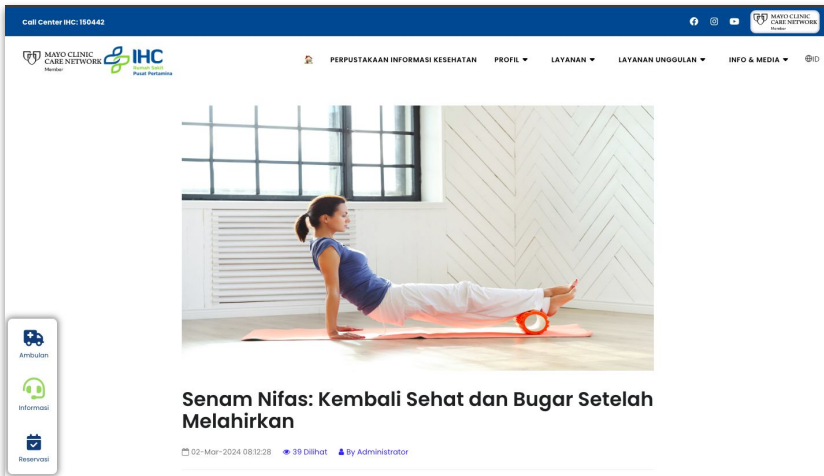 Call Center IHC: 150442
MAYO CLINIC
CARE NETWORK
Member
MAYO CLINIC
CARE NETWORK
Member
IHC
Rumah Sakit
Pusat Pertamina
PERPUSTAKAAN INFORMASI KESEHATAN PROFIL LAYANAN LAYANAN UNGGULAN INFO & MEDIA ID
Ambulan
Informasi
Reservasi
Senam Nifas: Kembali Sehat dan Bugar Setelah
Melahirkan
02-Mar-2024 08:12:28 39 Dilihat By Administrator